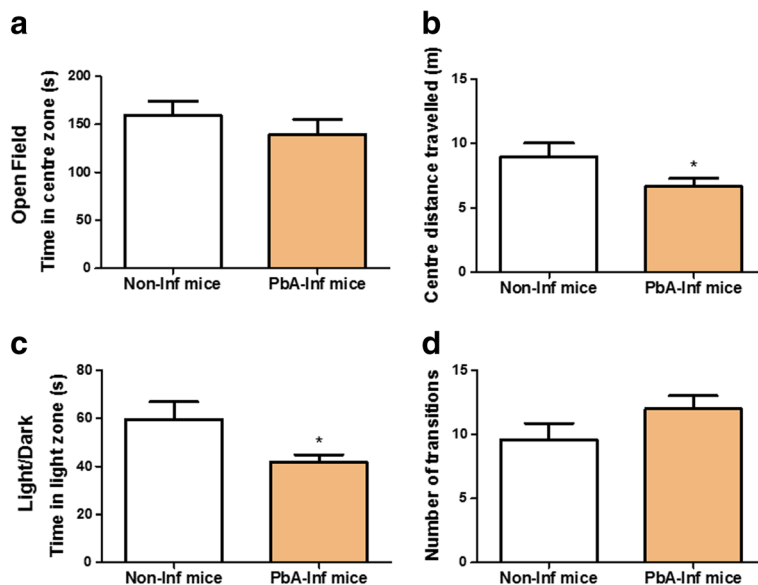 a
Open Field
Time in centre zone (s)
200
150
100
50
0
Non-Inf mice
PbA-Inf mice
b
Centre distance travelled (m)
15
10
5
0
*
Non-Inf mice
PbA-Inf mice
c
Light/Dark
Time in light zone (s)
80
60
40
20
0
*
Non-Inf mice
PbA-Inf mice
d
Number of transitions
15
10
5
0
Non-Inf mice
PbA-Inf mice